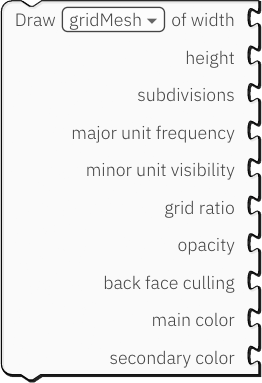 Draw gridMesh of width
height
subdivisions
major unit frequency
minor unit visibility
grid ratio
opacity
back face culling
main color
secondary color